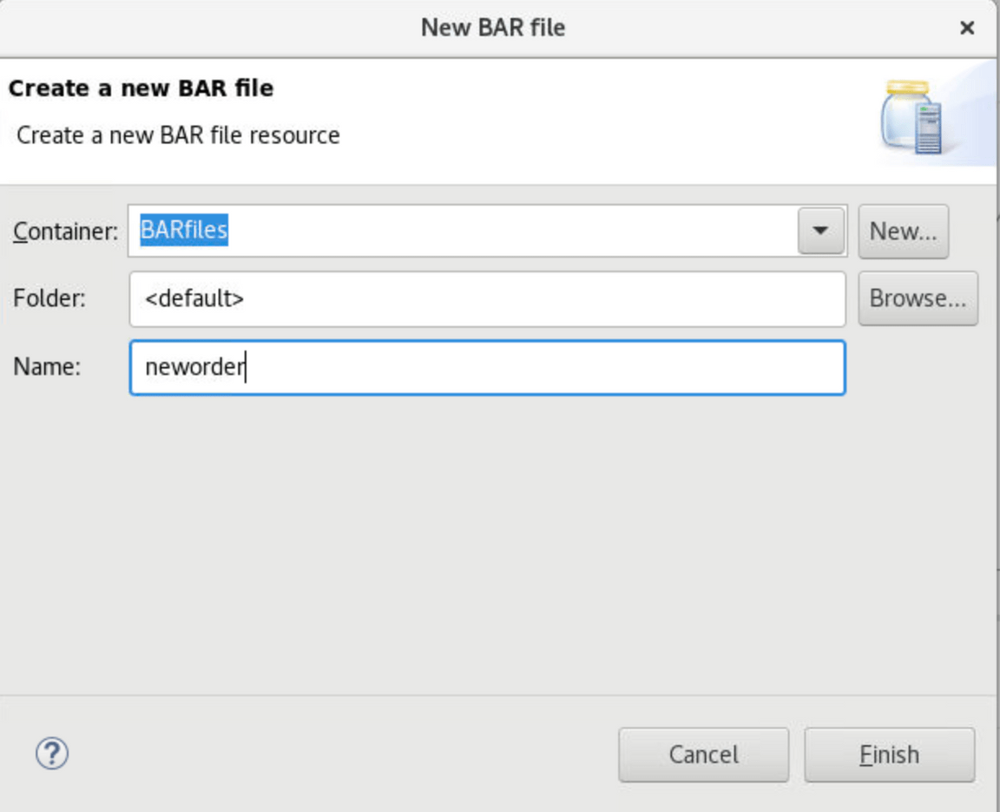 New BAR file
×
Create a new BAR file
Create a new BAR file resource
Container: BARfiles New...
Folder: <default> Browse...
Name: neworder
? Cancel Finish